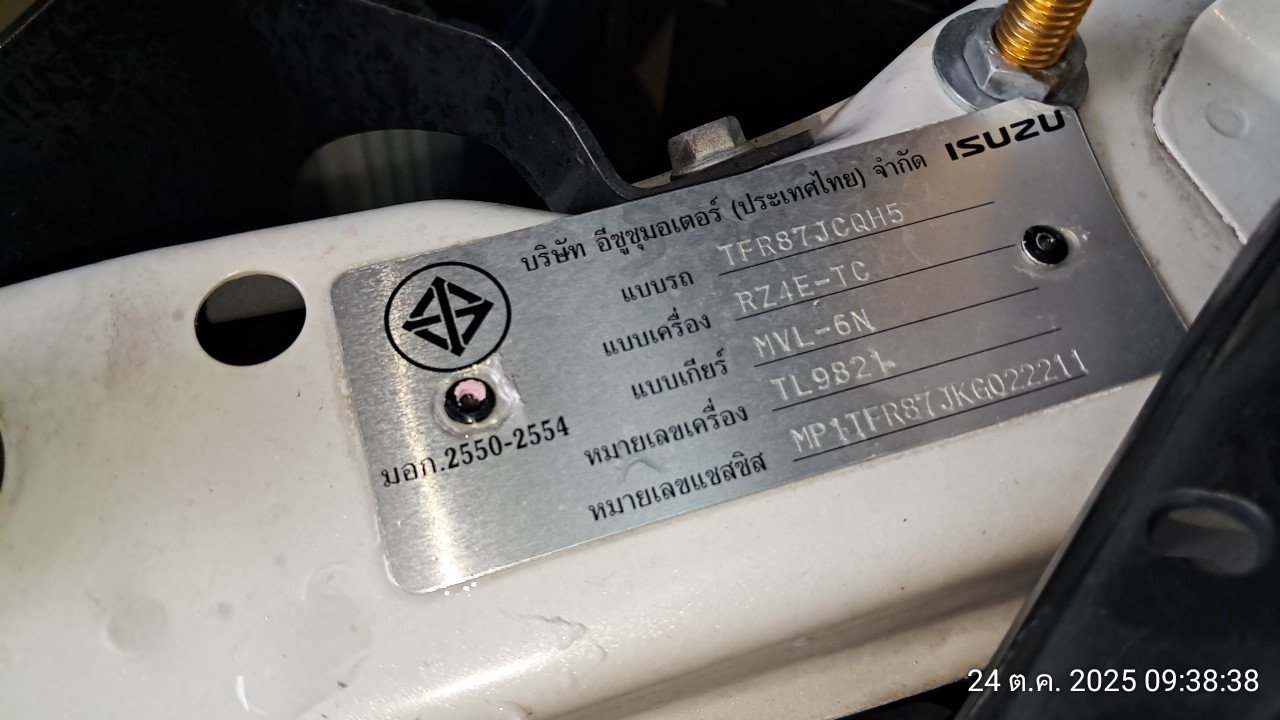 ISUZU
บริษัท อีซูซุมอเตอร์ (ประเทศไทย) จำกัด
แบบรถ TFR87JCQH5
แบบเครื่อง RZ4E-TC
แบบเกียร์ MVL-6N
หมายเลขเครื่อง TL9821
หมายเลขแชสซิส MP1TFR87JKG022211
มอก.2550-2554
24 ต.ค. 2025 09:38:38